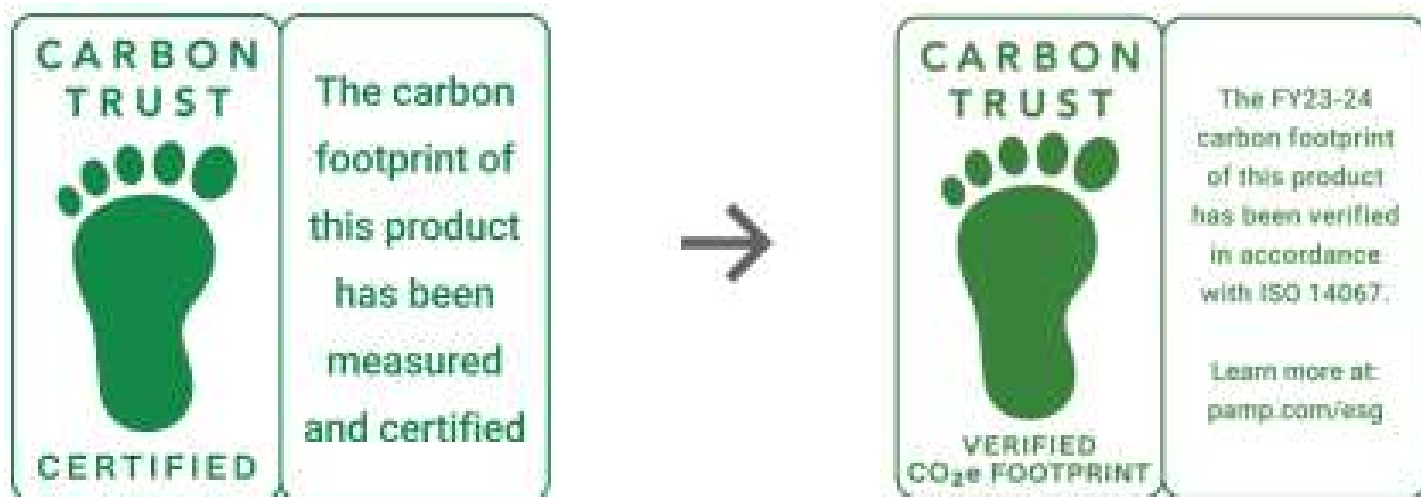 CARBON
TRUST
CERTIFIED
The carbon
footprint of
this product
has been
measured
and certified
CARBON
TRUST
VERIFIED
CO₂e FOOTPRINT
The FY23-24
carbon footprint
of this product
has been verified
in accordance
with ISO 14067.
Learn more at:
pamp.com/esg